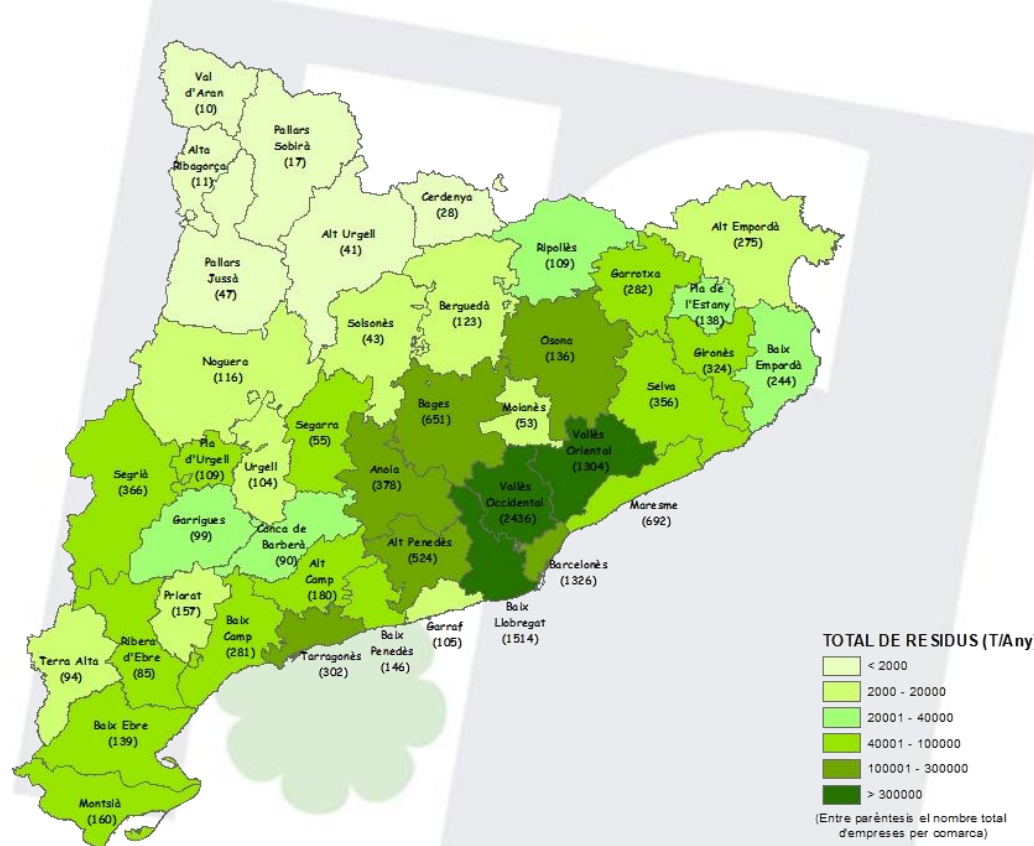 Val
d'Aran
(10)
Pallars
Sobirà
(17)
Alta
Ribagorça
(11)
Cerdenya
(28)
Alt Urgell
(41)
Pallars
Jussà
(47)
Ripollès
(109)
Alt Empordà
(275)
Garrotxa
(282)
Pla de
l'Estany
(138)
Berguedà
(123)
Solsonès
(43)
Osona
(136)
Gironès
(324)
Baix
Empordà
(244)
Noguera
(116)
Selva
(356)
Bages
(651)
Moianès
(53)
Segarra
(55)
Vallès
Oriental
(1304)
Pla
d'Urgell
(109)
Segrià
(366)
Urgell
(104)
Anoia
(378)
Vallès
Occidental
(2436)
Maresme
(692)
Garrigues
(99)
Conca de
Barberà
(90)
Alt Penedès
(524)
Barcelonès
(1326)
Alt
Camp
(180)
Priorat
(157)
Baix
Llobregat
(1514)
Baix
Camp
(281)
Garraf
(105)
Baix
Penedès
(146)
Tarragonès
(302)
Ribera
d'Ebre
(85)
Terra Alta
(94)
Baix Ebre
(139)
Montsià
(160)
TOTAL DE RESIDUS (T/Any)
< 2000
2000 - 20000
20001 - 40000
40001 - 100000
100001 - 300000
> 300000
(Entre parèntesis el nombre total
d'empreses per comarca)